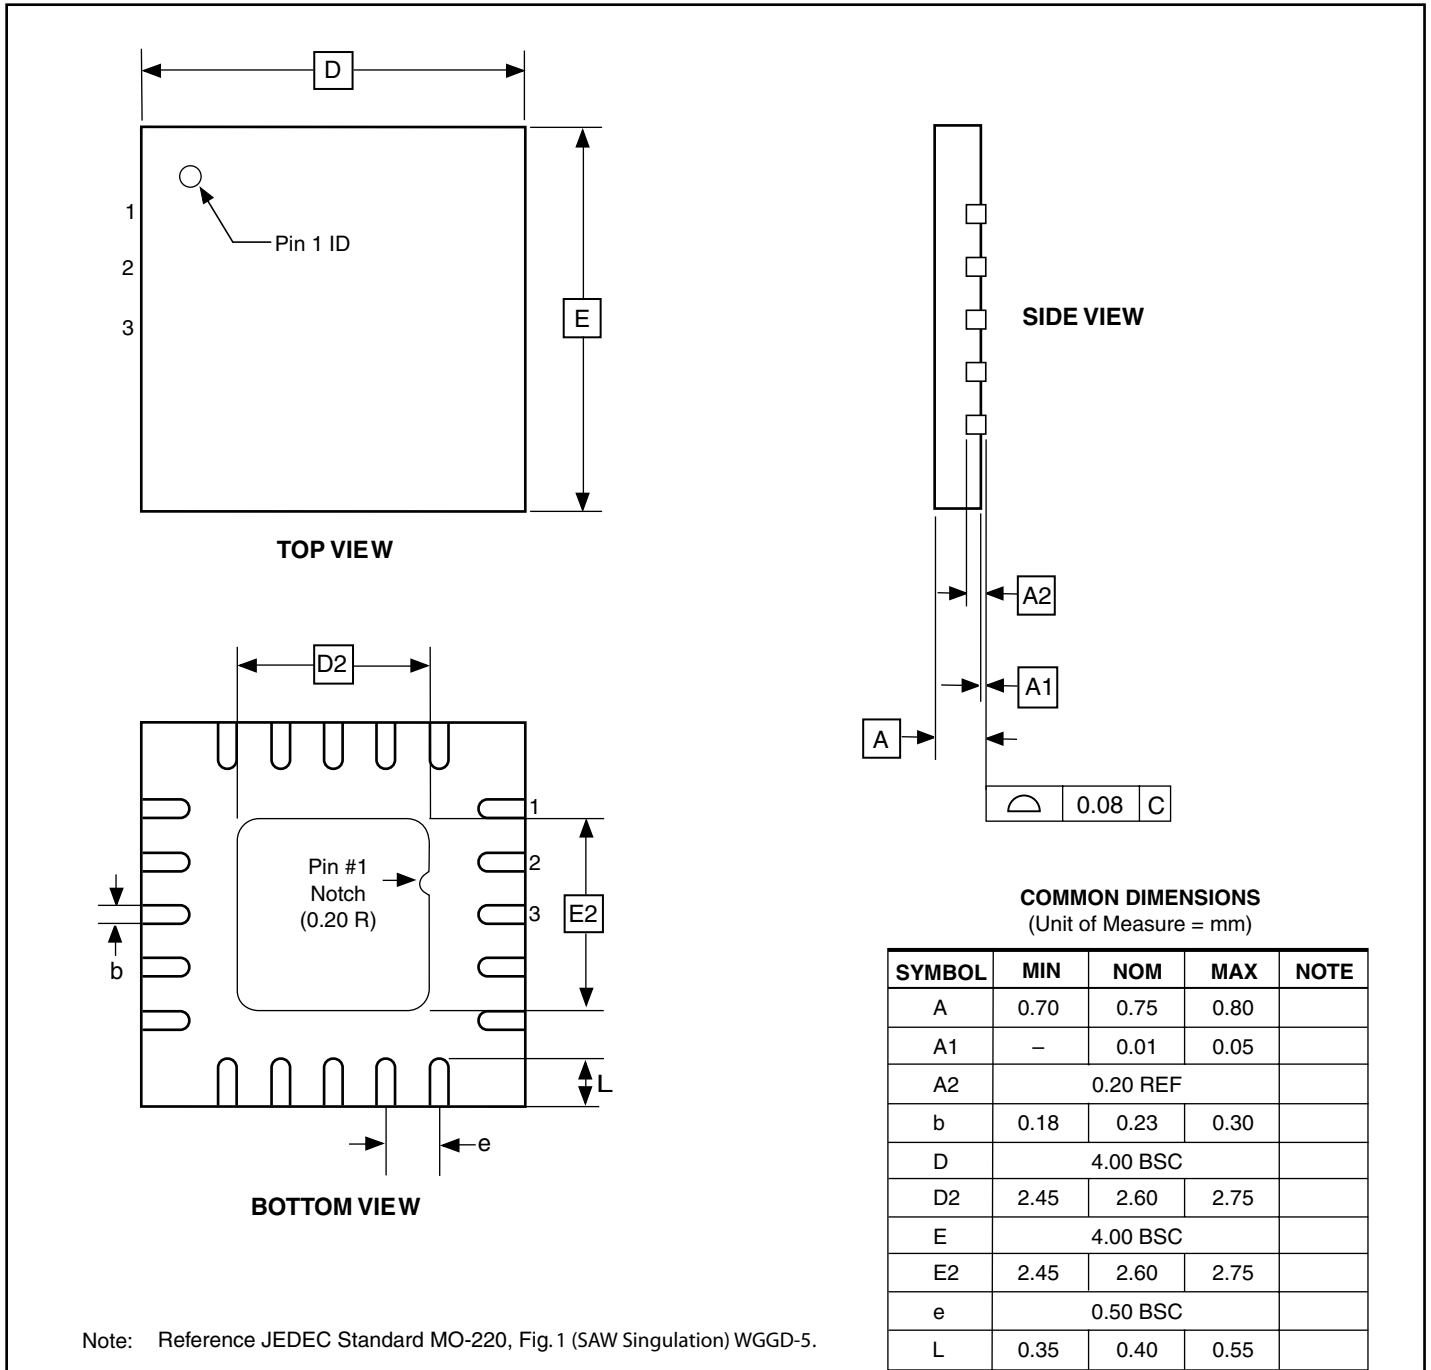 D
1
2
3
Pin 1 ID
E
TOP VIEW
SIDE VIEW
A2
A1
A
0.08 C
D2
1
2
3
Pin #1
Notch
(0.20 R)
E2
b
L
e
BOTTOM VIEW
COMMON DIMENSIONS
(Unit of Measure = mm)
SYMBOL MIN NOM MAX NOTE
A 0.70 0.75 0.80
A1 – 0.01 0.05
A2 0.20 REF
b 0.18 0.23 0.30
D 4.00 BSC
D2 2.45 2.60 2.75
E 4.00 BSC
E2 2.45 2.60 2.75
e 0.50 BSC
L 0.35 0.40 0.55
Note: Reference JEDEC Standard MO-220, Fig. 1 (SAW Singulation) WGGD-5.